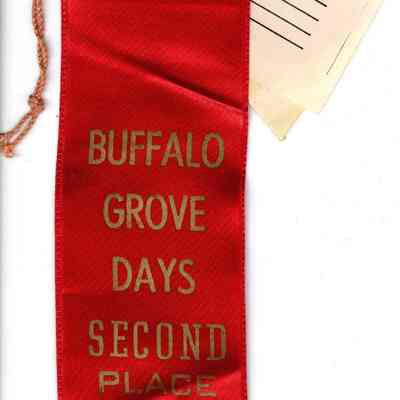 BUFFALO
GROVE
DAYS
SECOND
PLACE